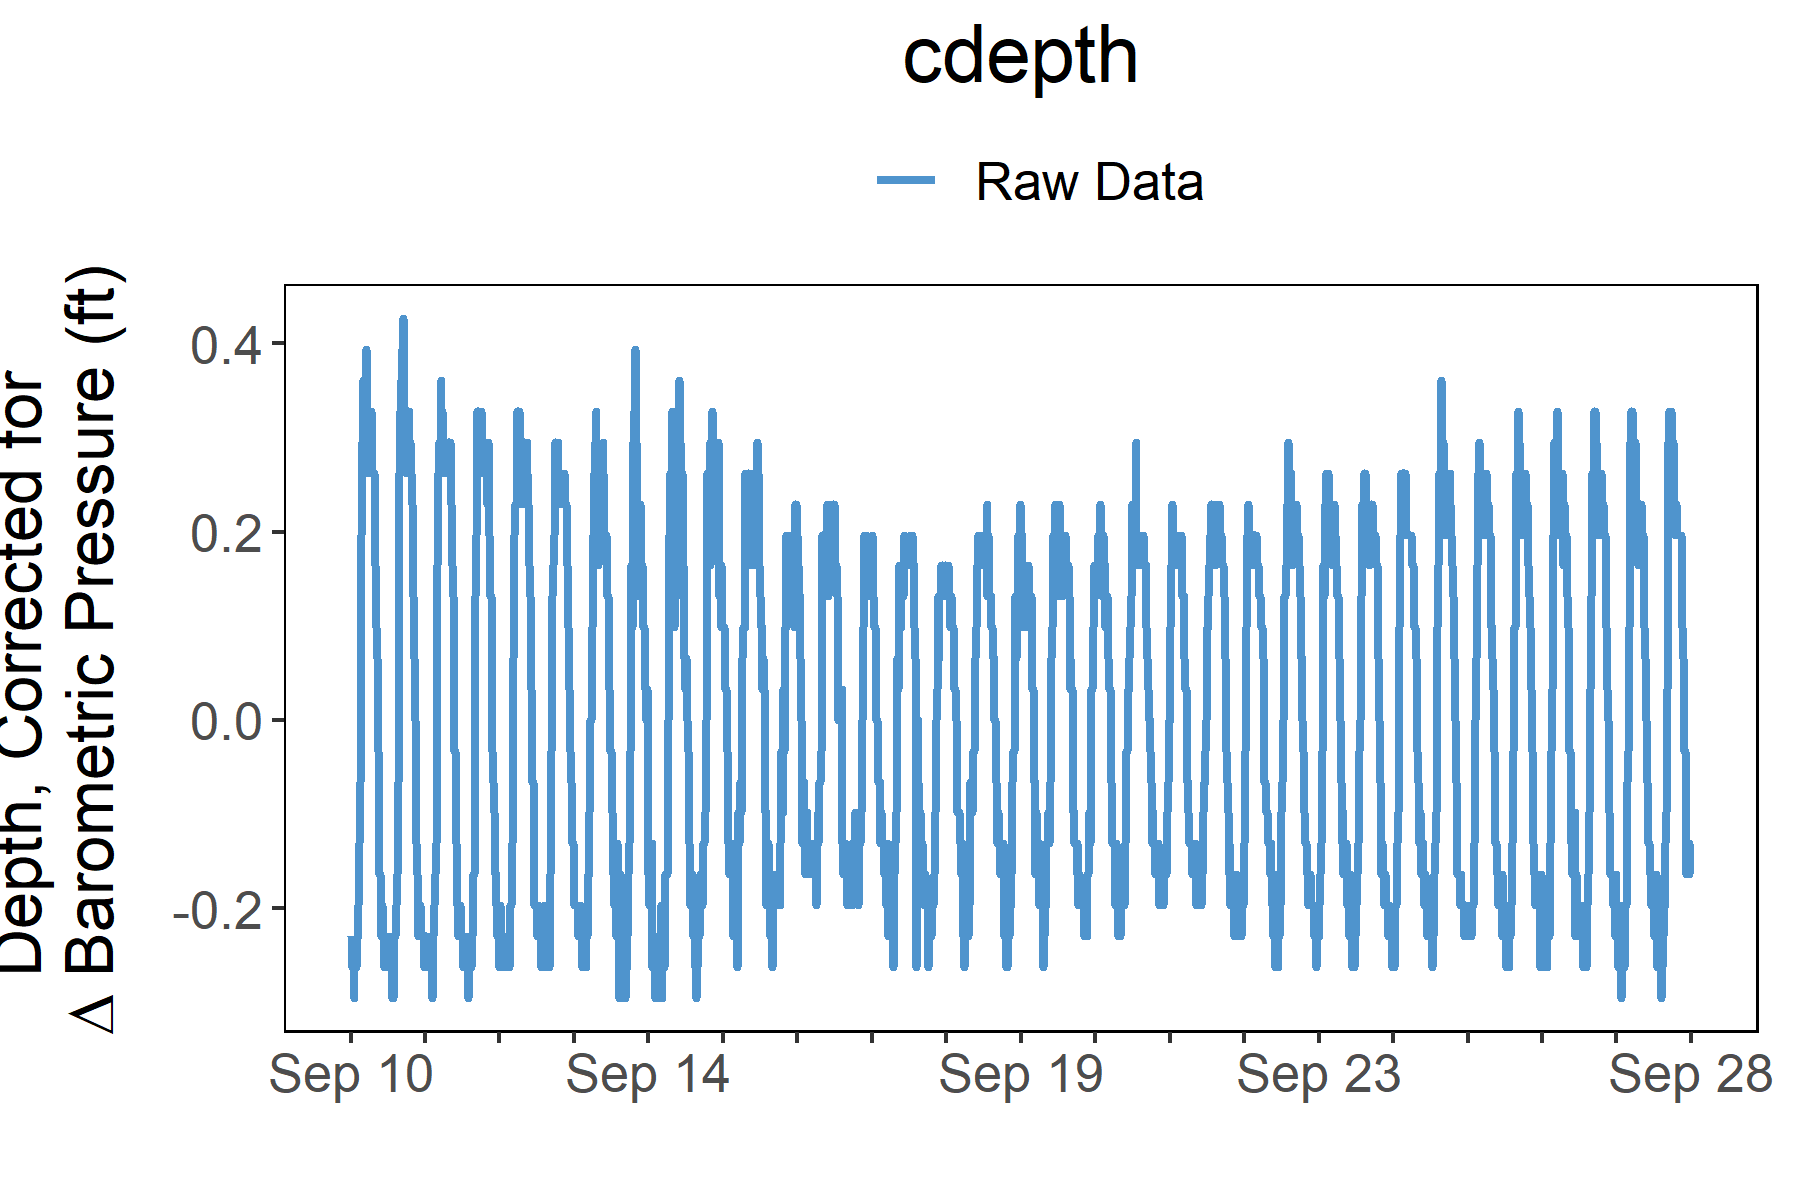 cdepth
Raw Data
Depth, Corrected for
Δ Barometric Pressure (ft)
0.4
0.2
0.0
-0.2
Sep 10 Sep 14 Sep 19 Sep 23 Sep 28